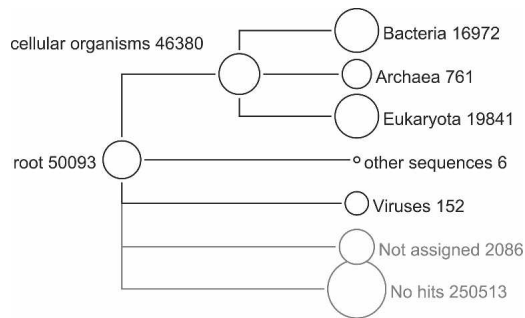 cellular organisms 46380
Bacteria 16972
Archaea 761
Eukaryota 19841
root 50093
other sequences 6
Viruses 152
Not assigned 2086
No hits 250513